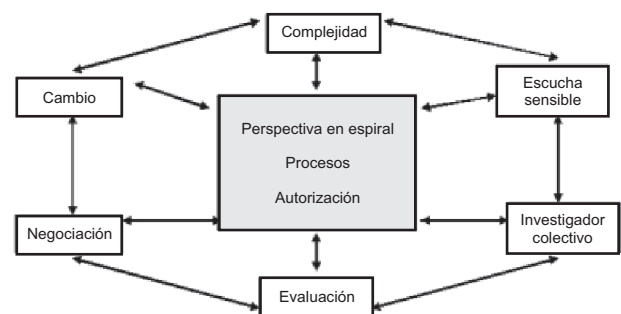 Complejidad
Cambio
Escucha
sensible
Perspectiva en espiral
Procesos
Autorización
Negociación
Investigador
colectivo
Evaluación